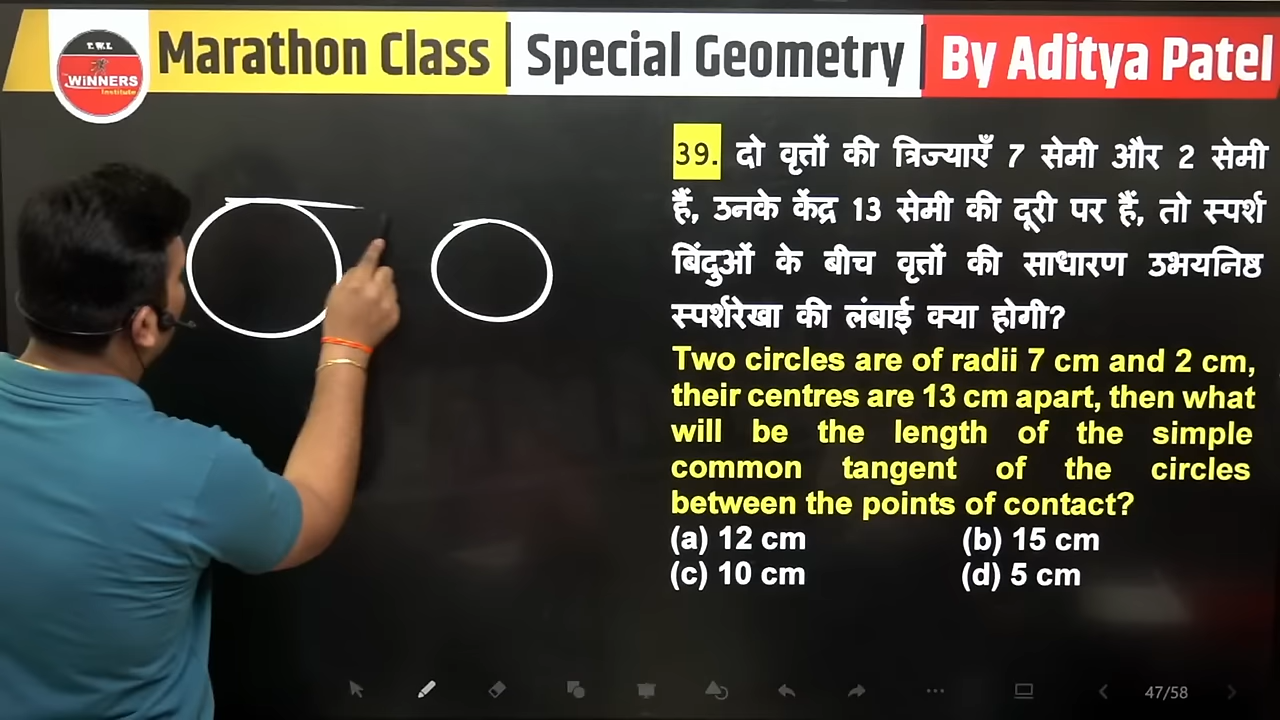 T.W.I.
The WINNERS
Institute
Marathon Class | Special Geometry By Aditya Patel
39. दो वृत्तों की त्रिज्याएँ 7 सेमी और 2 सेमी
हैं, उनके केंद्र 13 सेमी की दूरी पर हैं, तो स्पर्श
बिंदुओं के बीच वृत्तों की साधारण उभयनिष्ठ
स्पर्शरेखा की लंबाई क्या होगी?
Two circles are of radii 7 cm and 2 cm,
their centres are 13 cm apart, then what
will be the length of the simple
common tangent of the circles
between the points of contact?
(a) 12 cm (b) 15 cm
(c) 10 cm (d) 5 cm
47/58